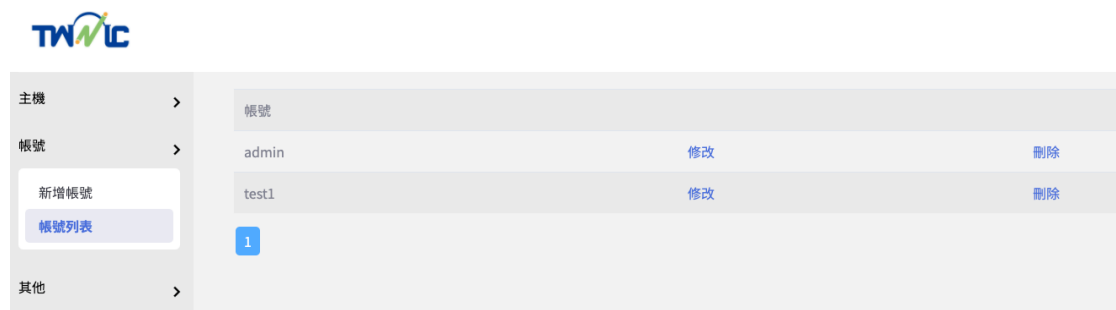 TWNIC
主機
帳號
新增帳號
帳號列表
其他
帳號
admin 修改 刪除
test1 修改 刪除
1